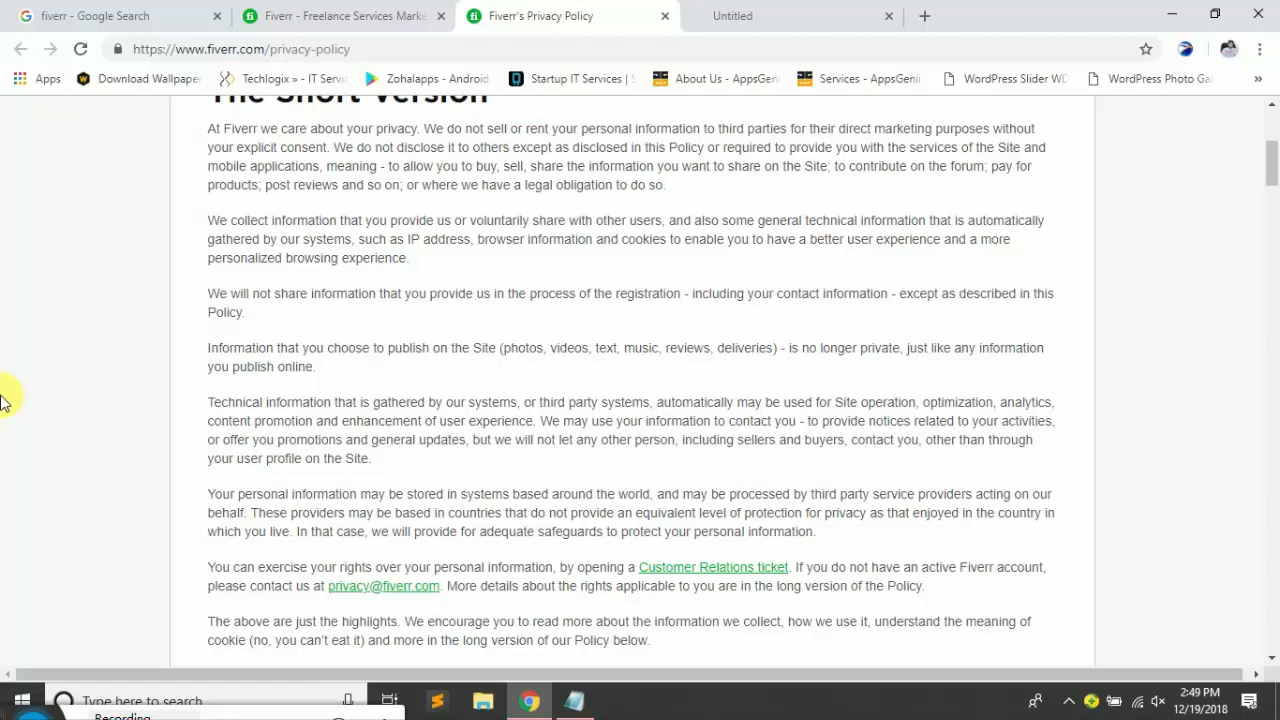 fiverr - Google Search
Fiverr - Freelance Services Marke
Fiverr's Privacy Policy
Untitled
https://www.fiverr.com/privacy-policy
Apps
Download Wallpaper
Techlogix » - IT Servi
Zohalapps - Android
Startup IT Services | S
About Us - AppsGeni
Services - AppsGenii
WordPress Slider WD
WordPress Photo Ga
»
The Short Version
At Fiverr we care about your privacy. We do not sell or rent your personal information to third parties for their direct marketing purposes without
your explicit consent. We do not disclose it to others except as disclosed in this Policy or required to provide you with the services of the Site and
mobile applications, meaning - to allow you to buy, sell, share the information you want to share on the Site; to contribute on the forum; pay for
products; post reviews and so on; or where we have a legal obligation to do so.
We collect information that you provide us or voluntarily share with other users, and also some general technical information that is automatically
gathered by our systems, such as IP address, browser information and cookies to enable you to have a better user experience and a more
personalized browsing experience.
We will not share information that you provide us in the process of the registration - including your contact information - except as described in this
Policy.
Information that you choose to publish on the Site (photos, videos, text, music, reviews, deliveries) - is no longer private, just like any information
you publish online.
Technical information that is gathered by our systems, or third party systems, automatically may be used for Site operation, optimization, analytics,
content promotion and enhancement of user experience. We may use your information to contact you - to provide notices related to your activities,
or offer you promotions and general updates, but we will not let any other person, including sellers and buyers, contact you, other than through
your user profile on the Site.
Your personal information may be stored in systems based around the world, and may be processed by third party service providers acting on our
behalf. These providers may be based in countries that do not provide an equivalent level of protection for privacy as that enjoyed in the country in
which you live. In that case, we will provide for adequate safeguards to protect your personal information.
You can exercise your rights over your personal information, by opening a Customer Relations ticket. If you do not have an active Fiverr account,
please contact us at privacy@fiverr.com. More details about the rights applicable to you are in the long version of the Policy.
The above are just the highlights. We encourage you to read more about the information we collect, how we use it, understand the meaning of
cookie (no, you can't eat it) and more in the long version of our Policy below.
Type here to search
2:49 PM
12/19/2018
Recording